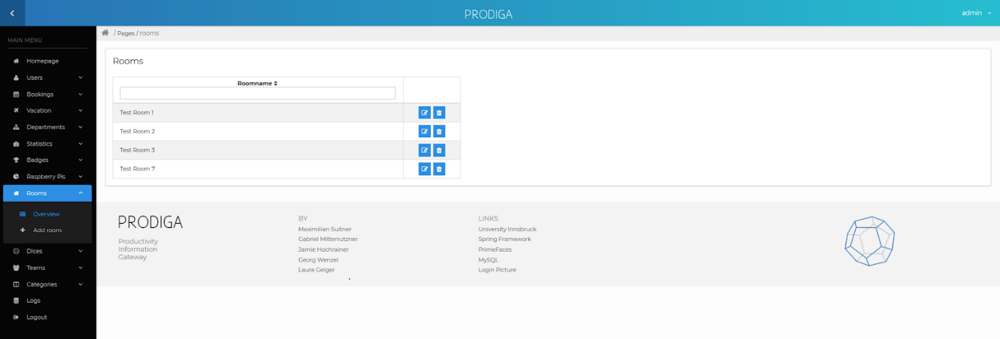 PRODIGA
admin
/ Pages / rooms
MAIN MENU
Homepage
Users
Bookings
Vacation
Departments
Statistics
Badges
Raspberry Pis
Rooms
Overview
Add room
Dices
Teams
Categories
Logs
Logout
Rooms
Roomname
Test Room 1
Test Room 2
Test Room 3
Test Room 7
PRODIGA
Productivity
Information
Gateway
BY
Maximilian Suitner
Gabriel Mitterrutzner
Jamie Hochrainer
Georg Wenzel
Laura Geiger
LINKS
University Innsbruck
Spring Framework
PrimeFaces
MySQL
Login Picture